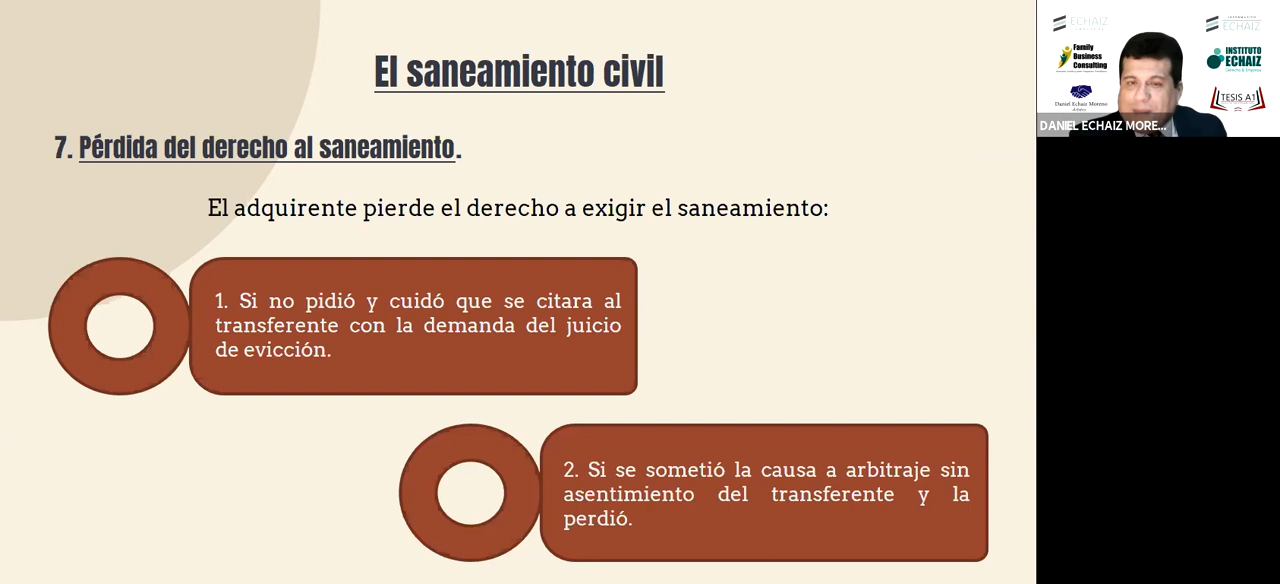 El saneamiento civil
7. Pérdida del derecho al saneamiento.
El adquirente pierde el derecho a exigir el saneamiento:
1. Si no pidió y cuidó que se citara al
transferente con la demanda del juicio
de evicción.
2. Si se sometió la causa a arbitraje sin
asentimiento del transferente y la
perdió.
ECHAIZ
ECHAIZ
Family
Business
Consulting
INSTITUTO
ECHAIZ
Daniel Echaiz Moreno
TESIS A1
DANIEL ECHAIZ MORE...